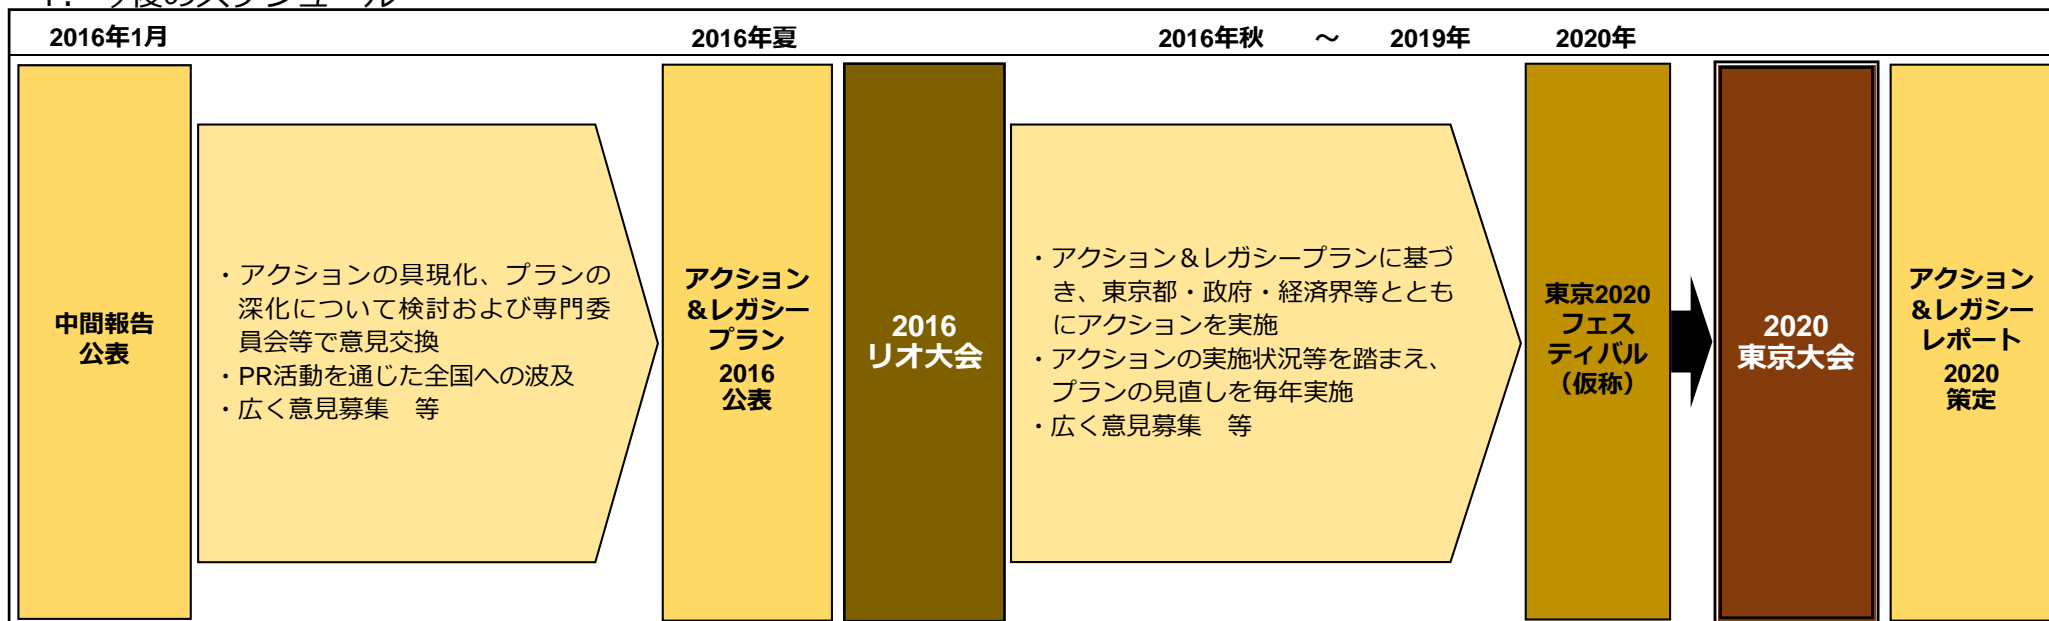 1．今後のスケジュール
2016年1月
2016年夏
2016年秋　～　2019年
2020年
中間報告
公表
・アクションの具現化、プランの
深化について検討および専門委
員会等で意見交換
・PR活動を通じた全国への波及
・広く意見募集　等
アクション
&レガシー
プラン
2016
公表
2016
リオ大会
・アクション＆レガシープランに基づ
き、東京都・政府・経済界等ととも
にアクションを実施
・アクションの実施状況等を踏まえ、
プランの見直しを毎年実施
・広く意見募集　等
東京2020
フェス
ティバル
（仮称）
2020
東京大会
アクション
&レガシー
レポート
2020
策定